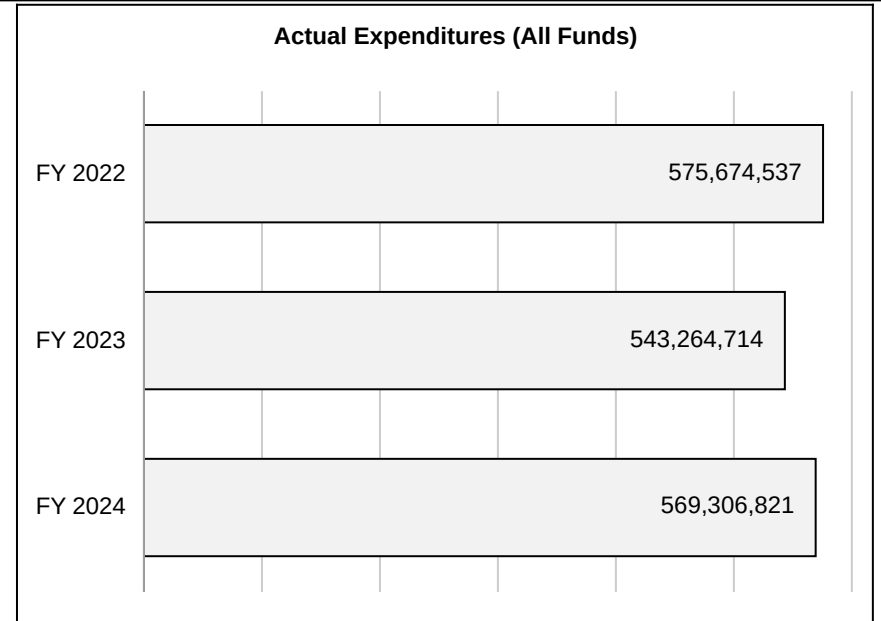 Actual Expenditures (All Funds)
FY 2022 575,674,537
FY 2023 543,264,714
FY 2024 569,306,821